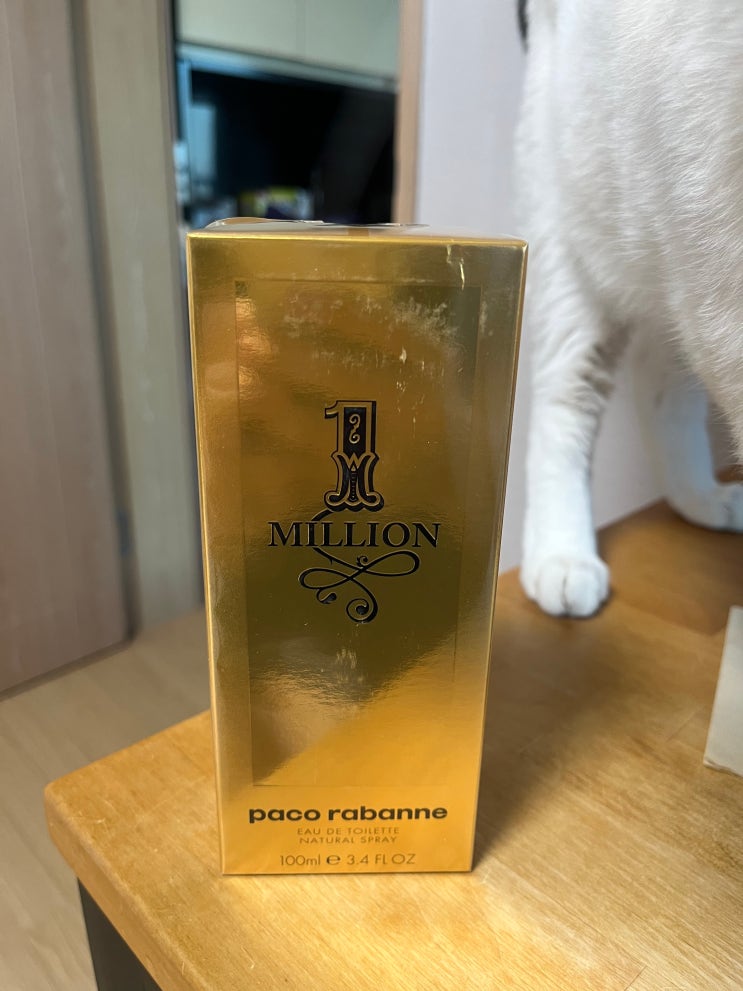 1
MILLION
paco rabanne
EAU DE TOILETTE
NATURAL SPRAY
100ml ℮ 3.4 FL OZ